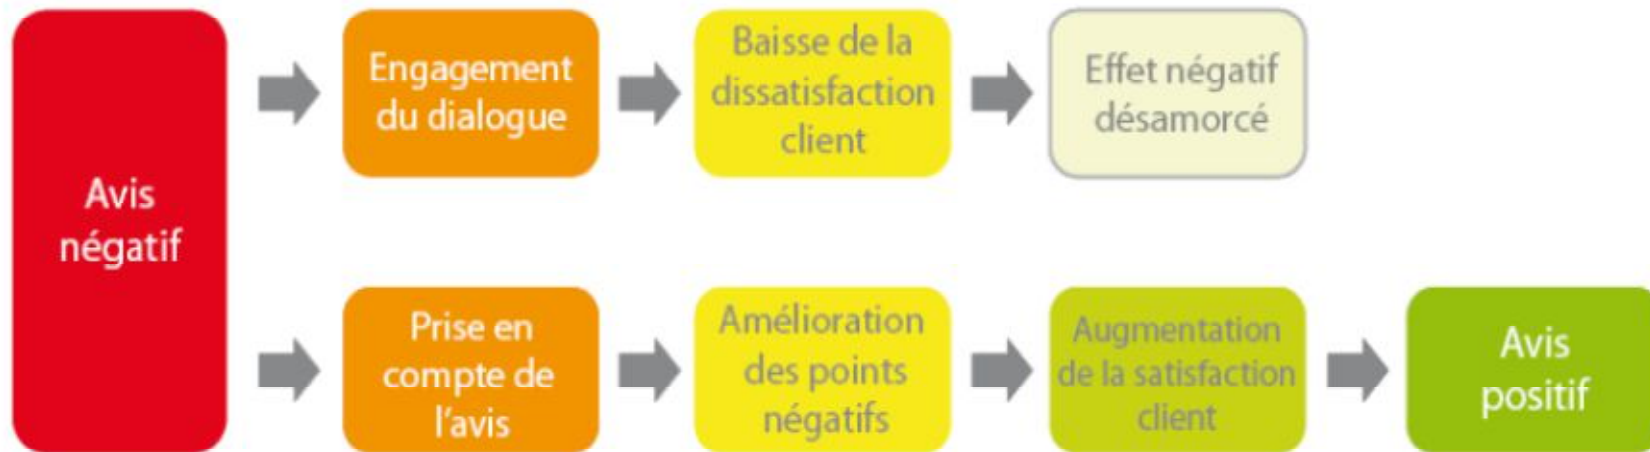 Avis
négatif
Engagement
du dialogue
Baisse de la
dissatisfaction
client
Effet négatif
désamorcé
Prise en
compte de
l'avis
Amélioration
des points
négatifs
Augmentation
de la satisfaction
client
Avis
positif